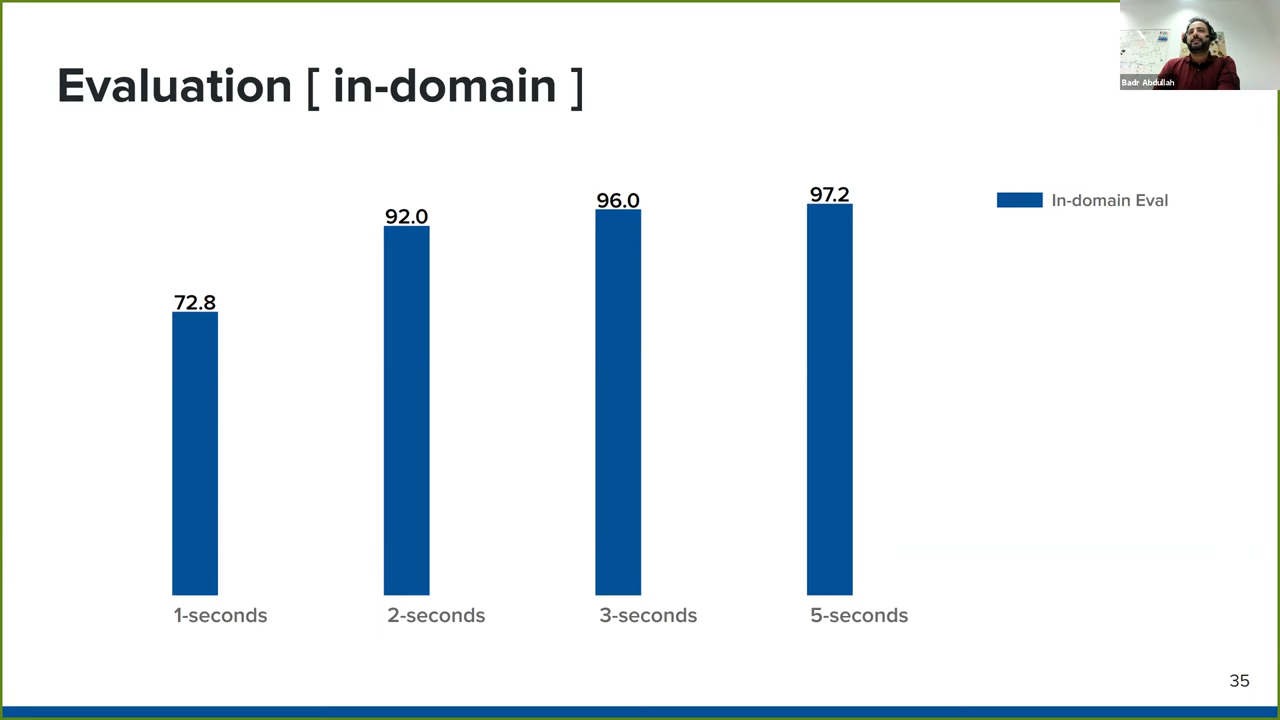 Evaluation [ in-domain ]
Badr Abdullah
72.8
92.0
96.0
97.2
In-domain Eval
1-seconds
2-seconds
3-seconds
5-seconds
35